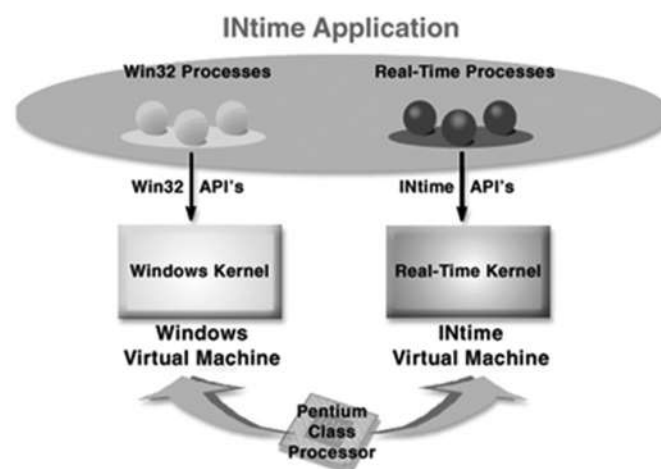 INtime Application
Win32 Processes
Real-Time Processes
Win32 API's
INtime API's
Windows Kernel
Real-Time Kernel
Windows
Virtual Machine
INtime
Virtual Machine
Pentium
Class
Processor